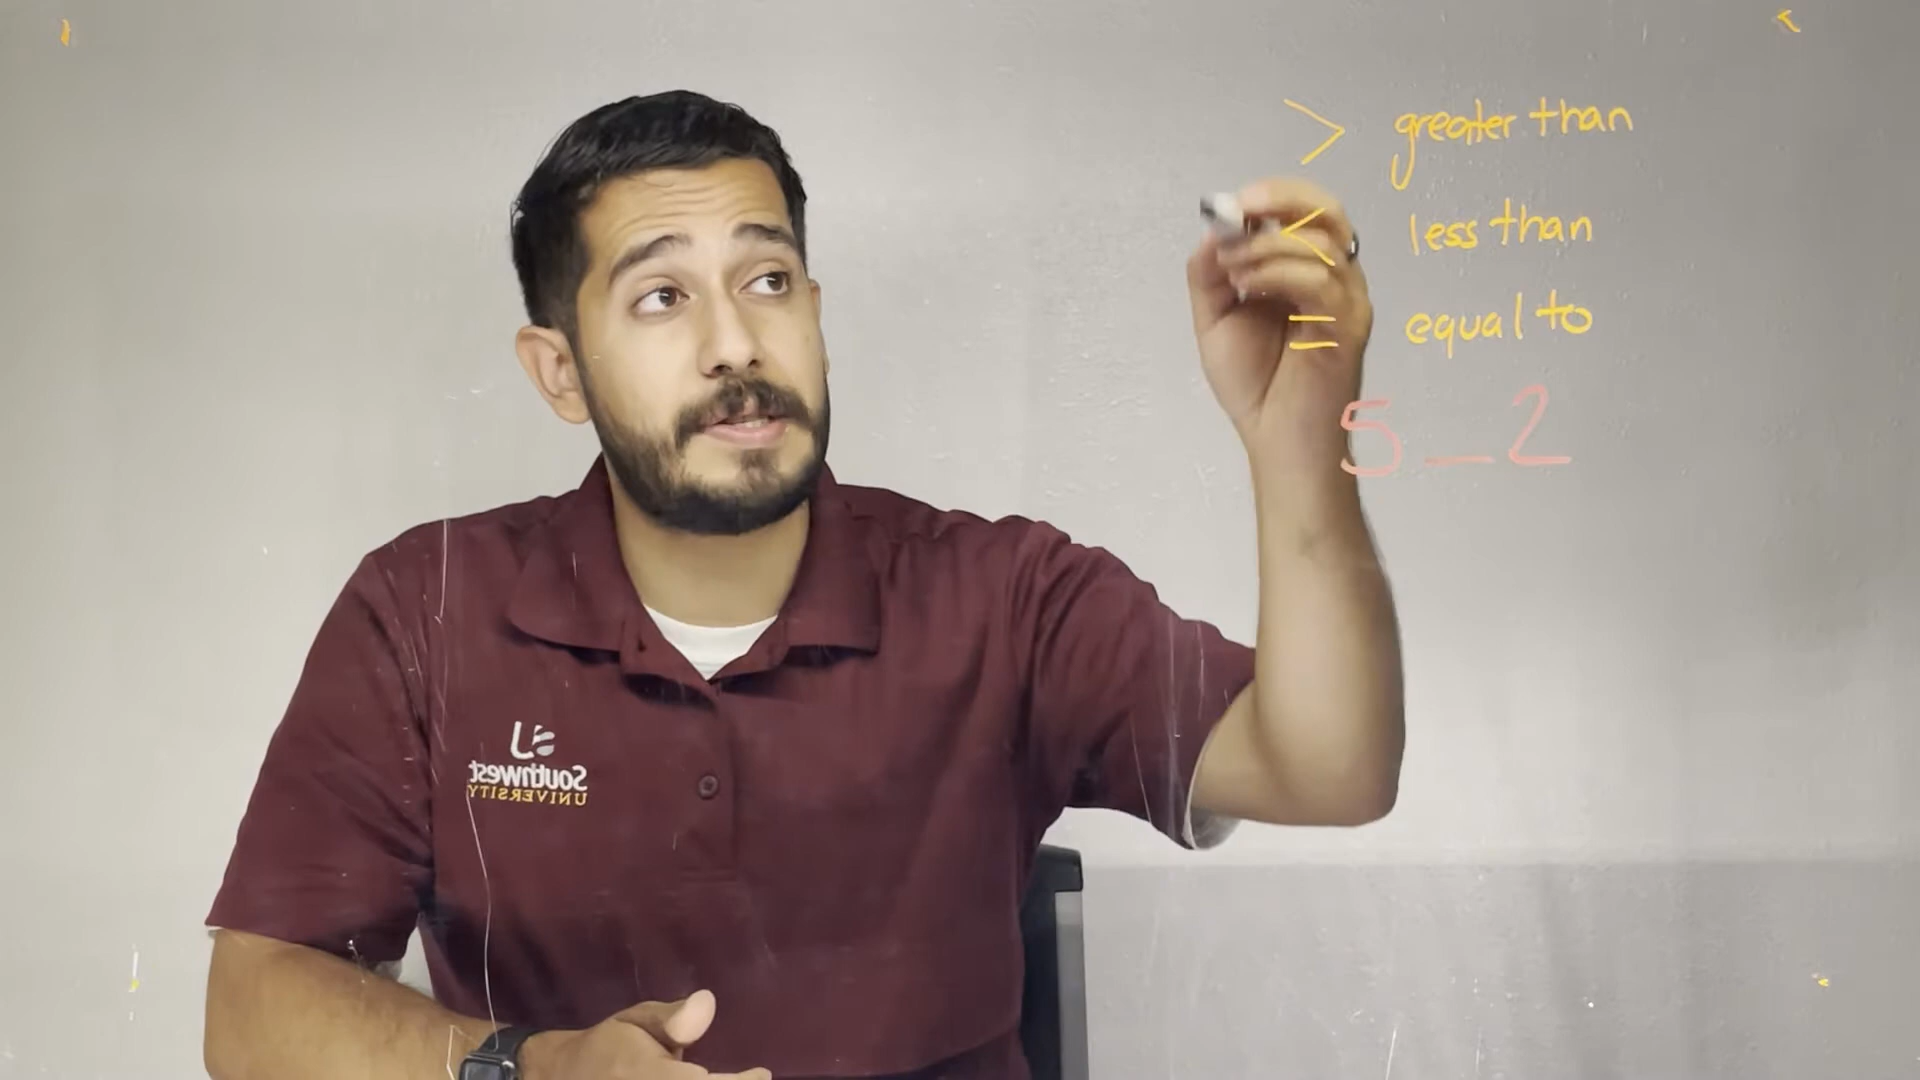 > greater than
< less than
= equal to
5 _ 2
Southwest
UNIVERSITY